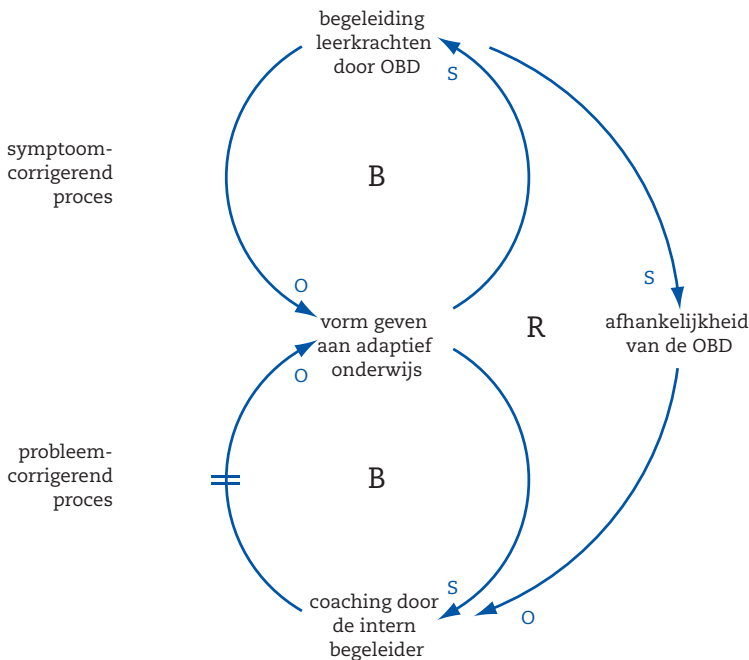 begeleiding
leerkrachten
door OBD
S
symptoom-
corrigerend
proces
B
O
S
vorm geven
aan adaptief
onderwijs
R
afhankelijkheid
van de OBD
O
probleem-
corrigerend
proces
B
S
coaching door
de intern
begeleider
O